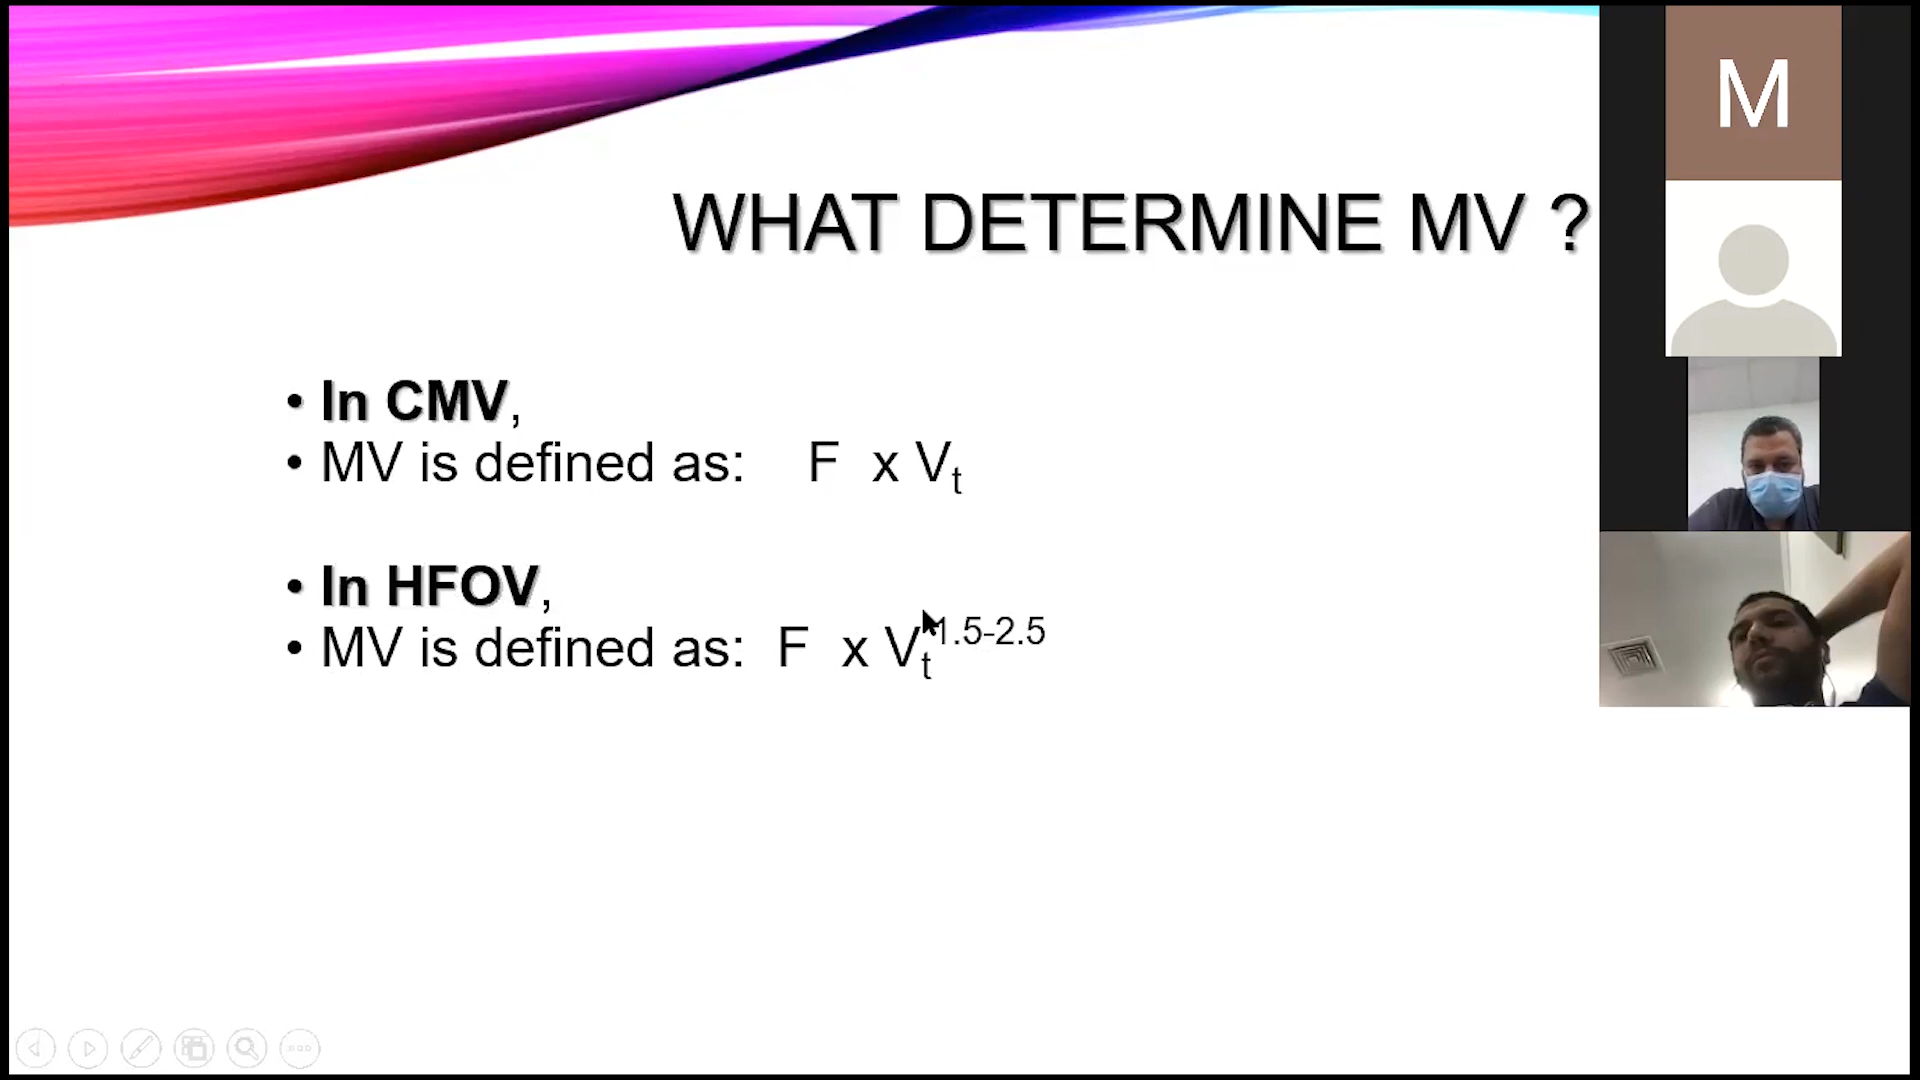 WHAT DETERMINE MV ?
• In CMV,
• MV is defined as: F x Vt
• In HFOV,
• MV is defined as: F x Vt 1.5-2.5
M